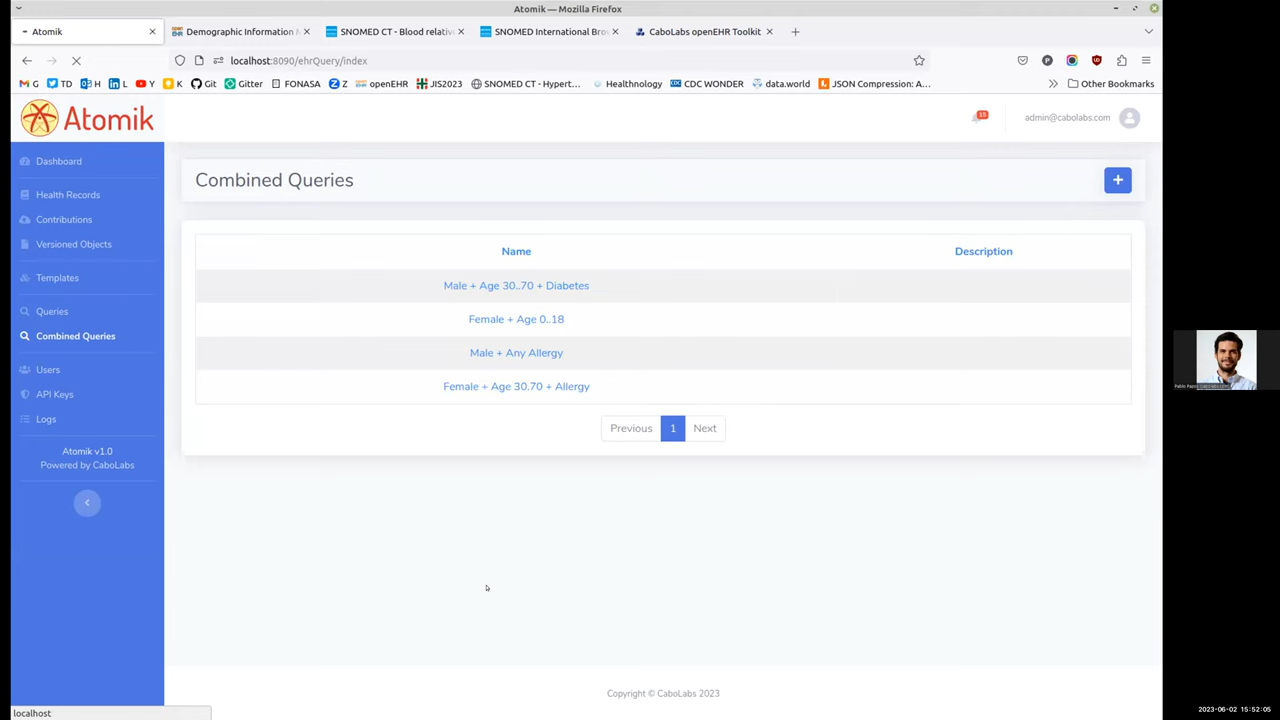 Atomik — Mozilla Firefox
Atomik
Demographic Information M
SNOMED CT - Blood relativ
SNOMED International Bro
CaboLabs openEHR Toolkit
localhost:8090/ehrQuery/index
G
TD
H
L
Y
K
Git
Gitter
FONASA
Z
openEHR
JIS2023
SNOMED CT - Hypert...
Healthnology
CDC WONDER
data.world
JSON Compression: A...
Other Bookmarks
Atomik
15
admin@cabolabs.com
Dashboard
Health Records
Contributions
Versioned Objects
Templates
Queries
Combined Queries
Users
API Keys
Logs
Atomik v1.0
Powered by CaboLabs
Combined Queries
+
Name Description
Male + Age 30..70 + Diabetes
Female + Age 0..18
Male + Any Allergy
Female + Age 30.70 + Allergy
Previous 1 Next
Copyright © CaboLabs 2023
localhost
2023-06-02 15:52:05